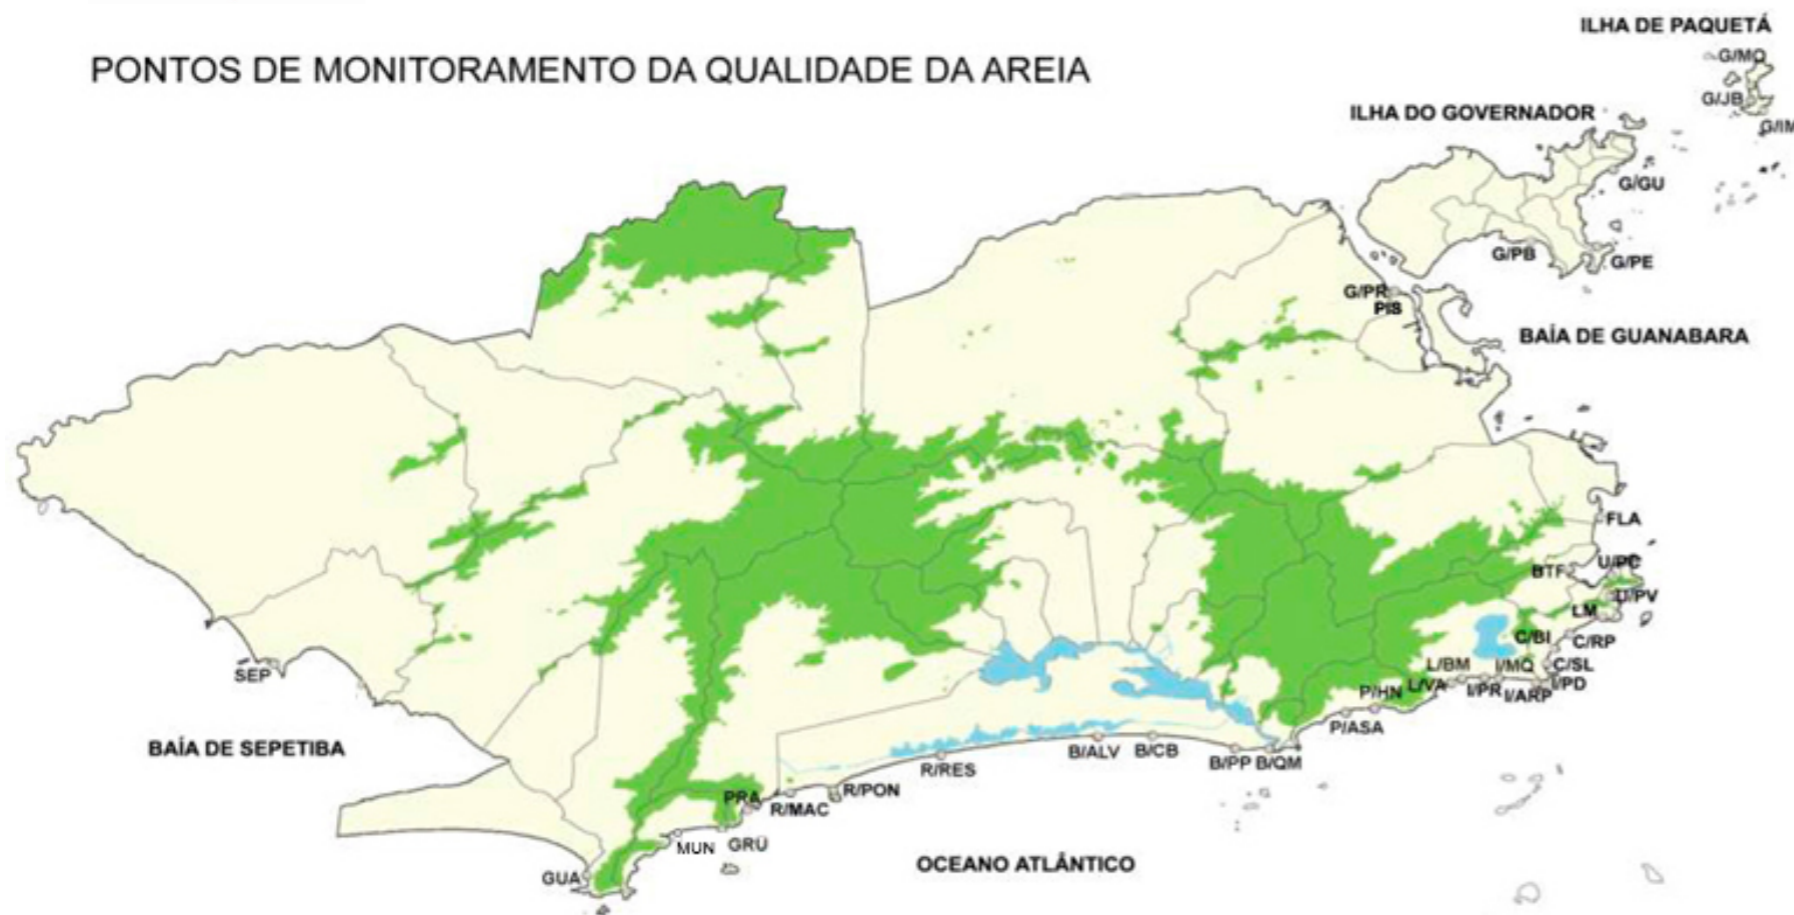 ILHA DE PAQUETÁ
G/MO
PONTOS DE MONITORAMENTO DA QUALIDADE DA AREIA
G/JB
ILHA DO GOVERNADOR
G/IM
G/GU
G/PB
G/PE
G/PR
PIS
BAÍA DE GUANABARA
FLA
U/PC
BTF
U/PV
LM
C/BI
C/RP
L/BM
I/MQ
C/SL
SEP
L/VA
I/PR
I/PD
P/HN
I/ARP
P/ASA
BAÍA DE SEPETIBA
B/ALV
B/CB
B/PP
B/QM
R/RES
R/PON
PRA
R/MAC
MUN
GRU
OCEANO ATLÂNTICO
GUA